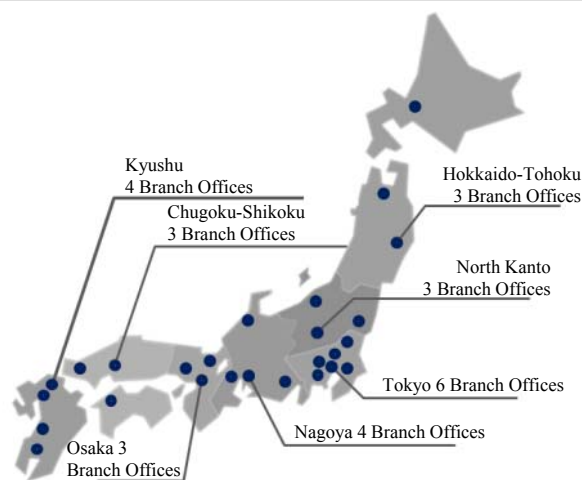 Kyushu
4 Branch Offices
Chugoku-Shikoku
3 Branch Offices
Hokkaido-Tohoku
3 Branch Offices
North Kanto
3 Branch Offices
Tokyo 6 Branch Offices
Nagoya 4 Branch Offices
Osaka 3
Branch Offices